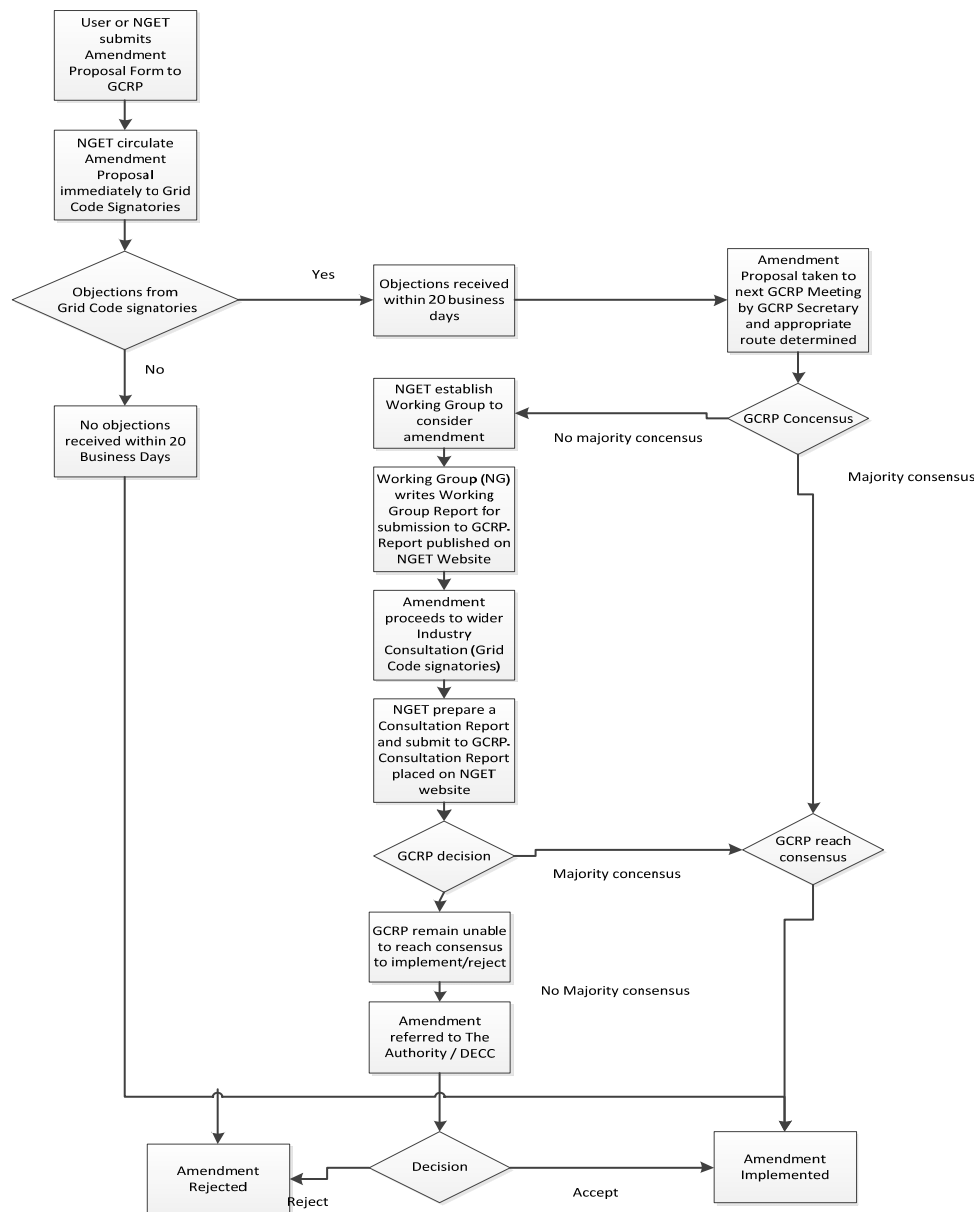 User or NGET
submits
Amendment
Proposal Form to
GCRP
NGET circulate
Amendment
Proposal
immediately to Grid
Code Signatories
Objections from
Grid Code signatories
Yes
Objections received
within 20 business
days
Amendment
Proposal taken to
next GCRP Meeting
by GCRP Secretary
and appropriate
route determined
No
No objections
received within 20
Business Days
GCRP Concensus
No majority concensus
Majority consensus
NGET establish
Working Group to
consider
amendment
Working Group (NG)
writes Working
Group Report for
submission to GCRP-
Report published on
NGET Website
Amendment
proceeds to wider
Industry
Consultation (Grid
Code signatories)
NGET prepare a
Consultation Report
and submit to GCRP-
Consultation Report
placed on NGET
website
GCRP decision
Majority concensus
GCRP reach
consensus
GCRP remain unable
to reach consensus
to implement/reject
No Majority consensus
Amendment
referred to The
Authority / DECC
Decision
Reject
Accept
Amendment
Rejected
Amendment
Implemented